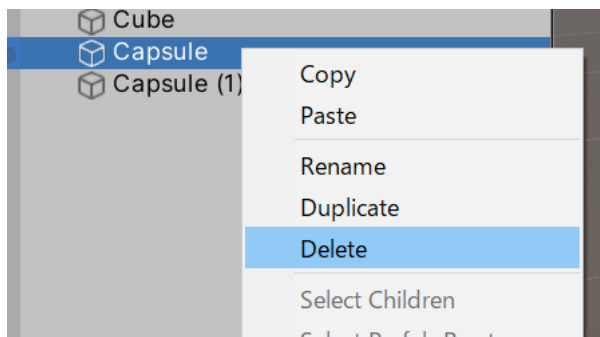 Cube
Capsule
Capsule (1)
Copy
Paste
Rename
Duplicate
Delete
Select Children